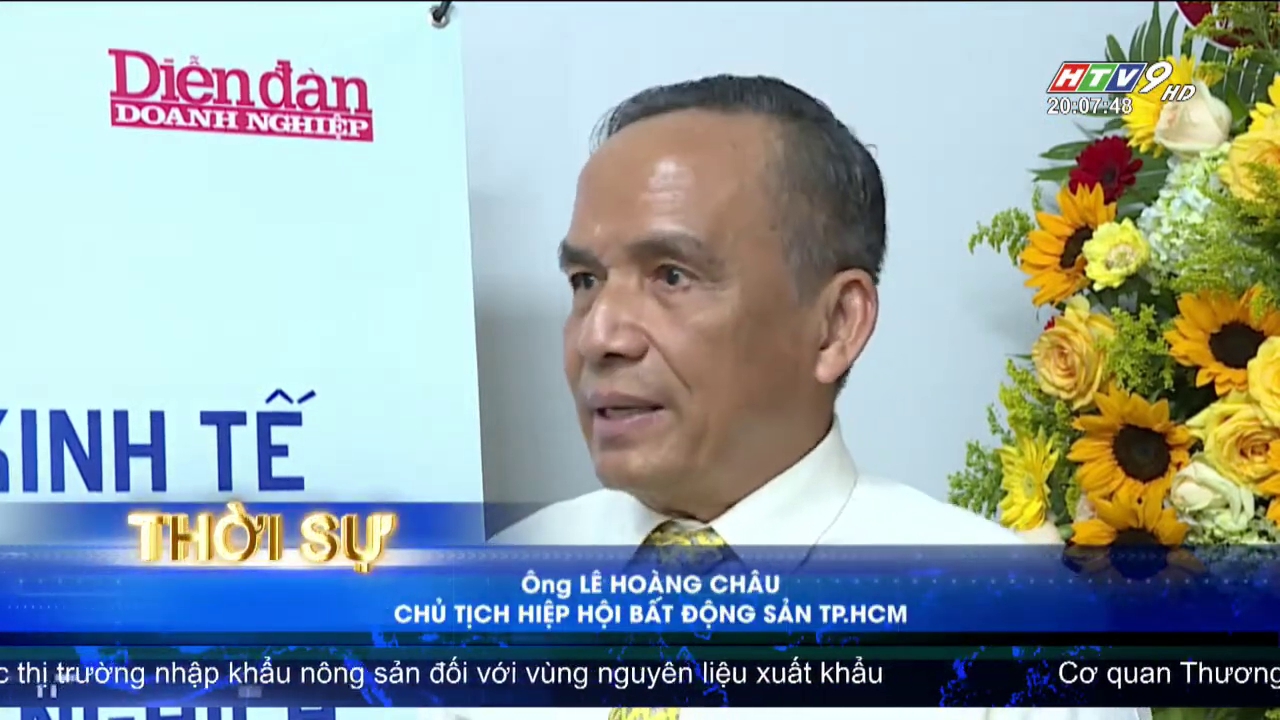 Diễn đàn
DOANH NGHIỆP
HTV9 HD
20:07:48
KINH TẾ
THỜI SỰ
Ông LÊ HOÀNG CHÂU
CHỦ TỊCH HIỆP HỘI BẤT ĐỘNG SẢN TP.HCM
thị trường nhập khẩu nông sản đối với vùng nguyên liệu xuất khẩu
Cơ quan Thương